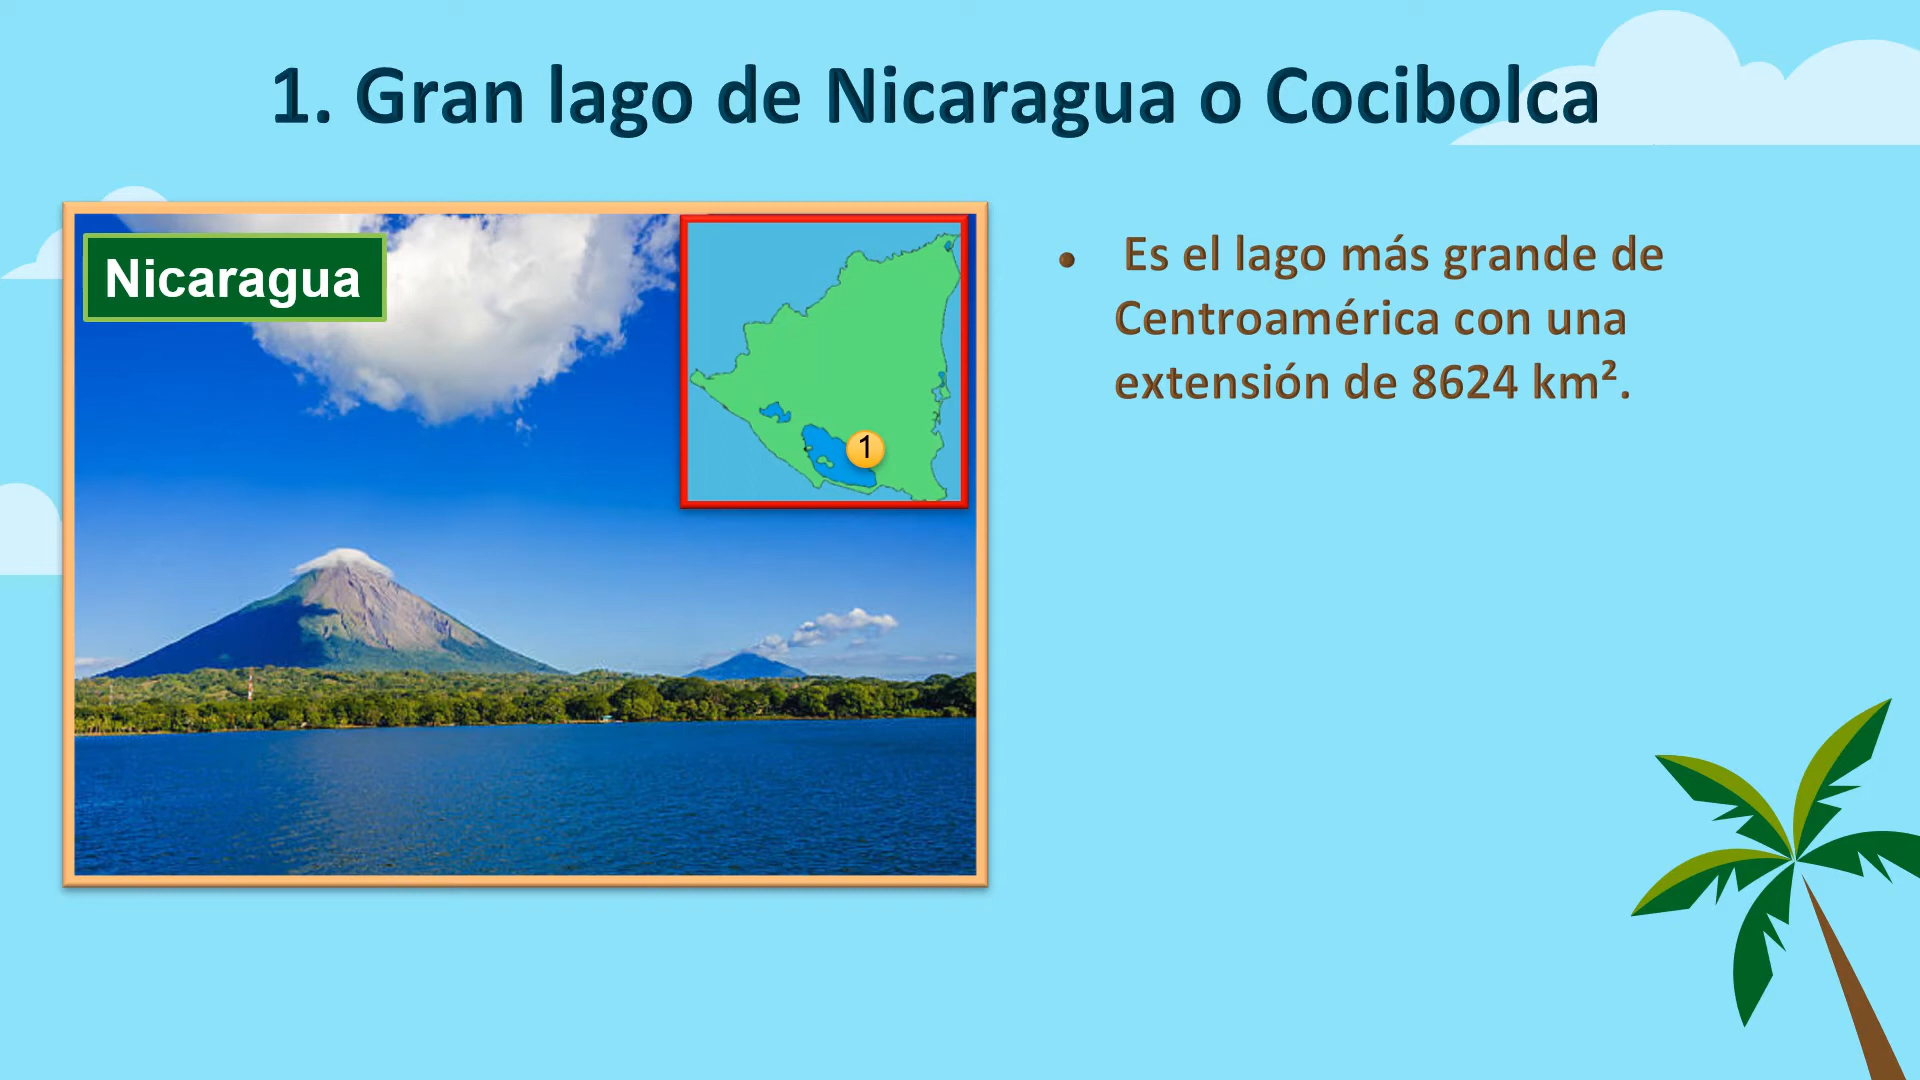 1. Gran lago de Nicaragua o Cocibolca
Nicaragua
1
• Es el lago más grande de
Centroamérica con una
extensión de 8624 km².